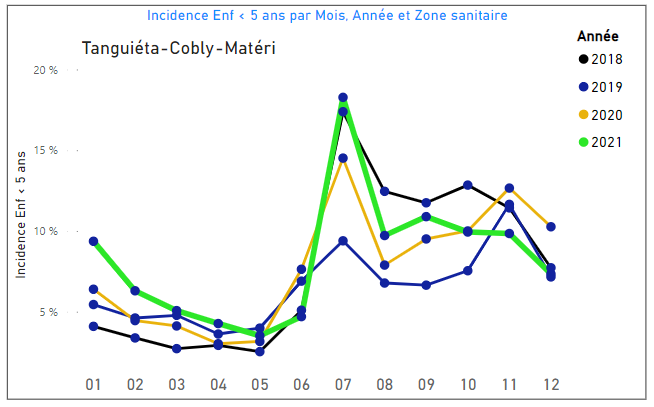 Incidence Enf < 5 ans par Mois, Année et Zone sanitaire
Tanguiéta-Cobly-Matéri
Année
2018
2019
2020
2021
Incidence Enf < 5 ans
20 %
15 %
10 %
5 %
01 02 03 04 05 06 07 08 09 10 11 12